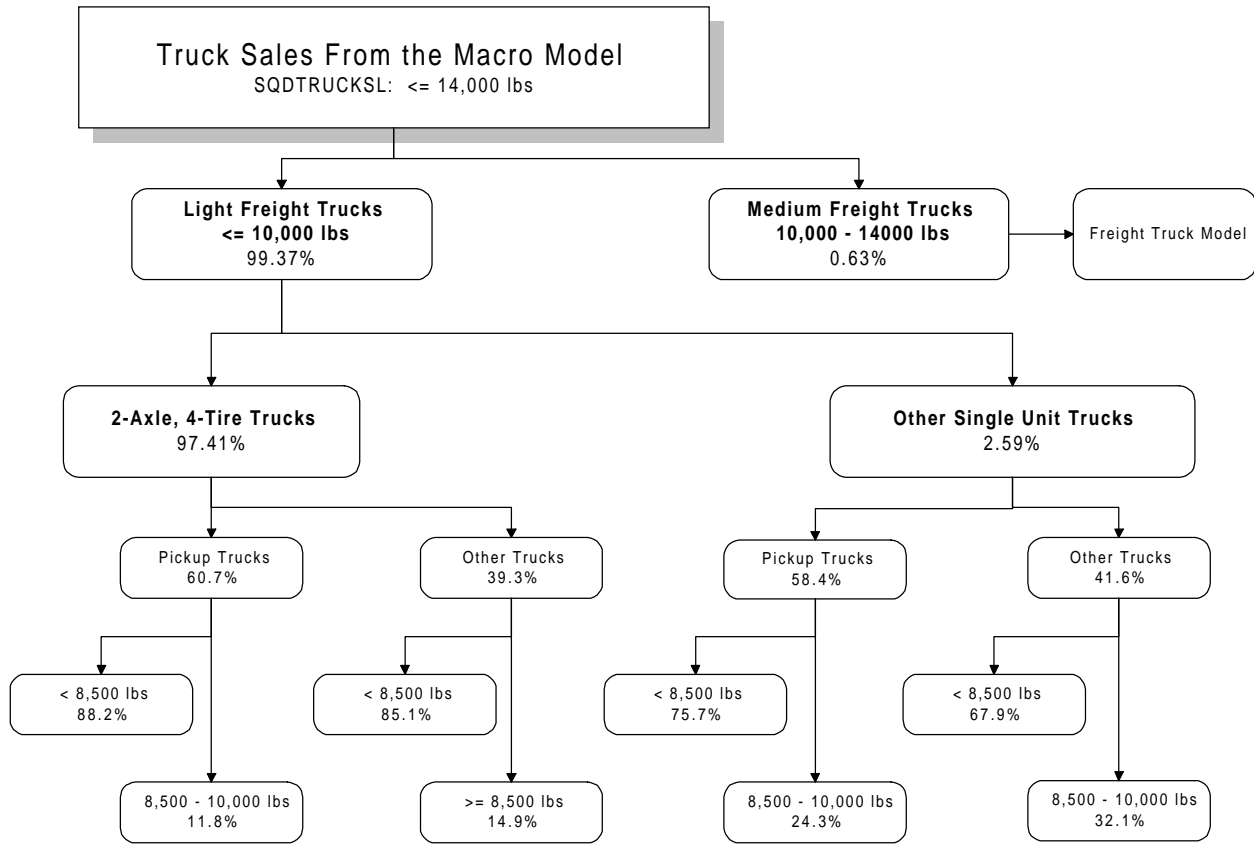 Truck Sales From the Macro Model
SQDTRUCKSL: <= 14,000 lbs
Light Freight Trucks
<= 10,000 lbs
99.37%
Medium Freight Trucks
10,000 - 14000 lbs
0.63%
Freight Truck Model
2-Axle, 4-Tire Trucks
97.41%
Other Single Unit Trucks
2.59%
Pickup Trucks
60.7%
Other Trucks
39.3%
Pickup Trucks
58.4%
Other Trucks
41.6%
< 8,500 lbs
88.2%
< 8,500 lbs
85.1%
< 8,500 lbs
75.7%
< 8,500 lbs
67.9%
8,500 - 10,000 lbs
11.8%
>= 8,500 lbs
14.9%
8,500 - 10,000 lbs
24.3%
8,500 - 10,000 lbs
32.1%